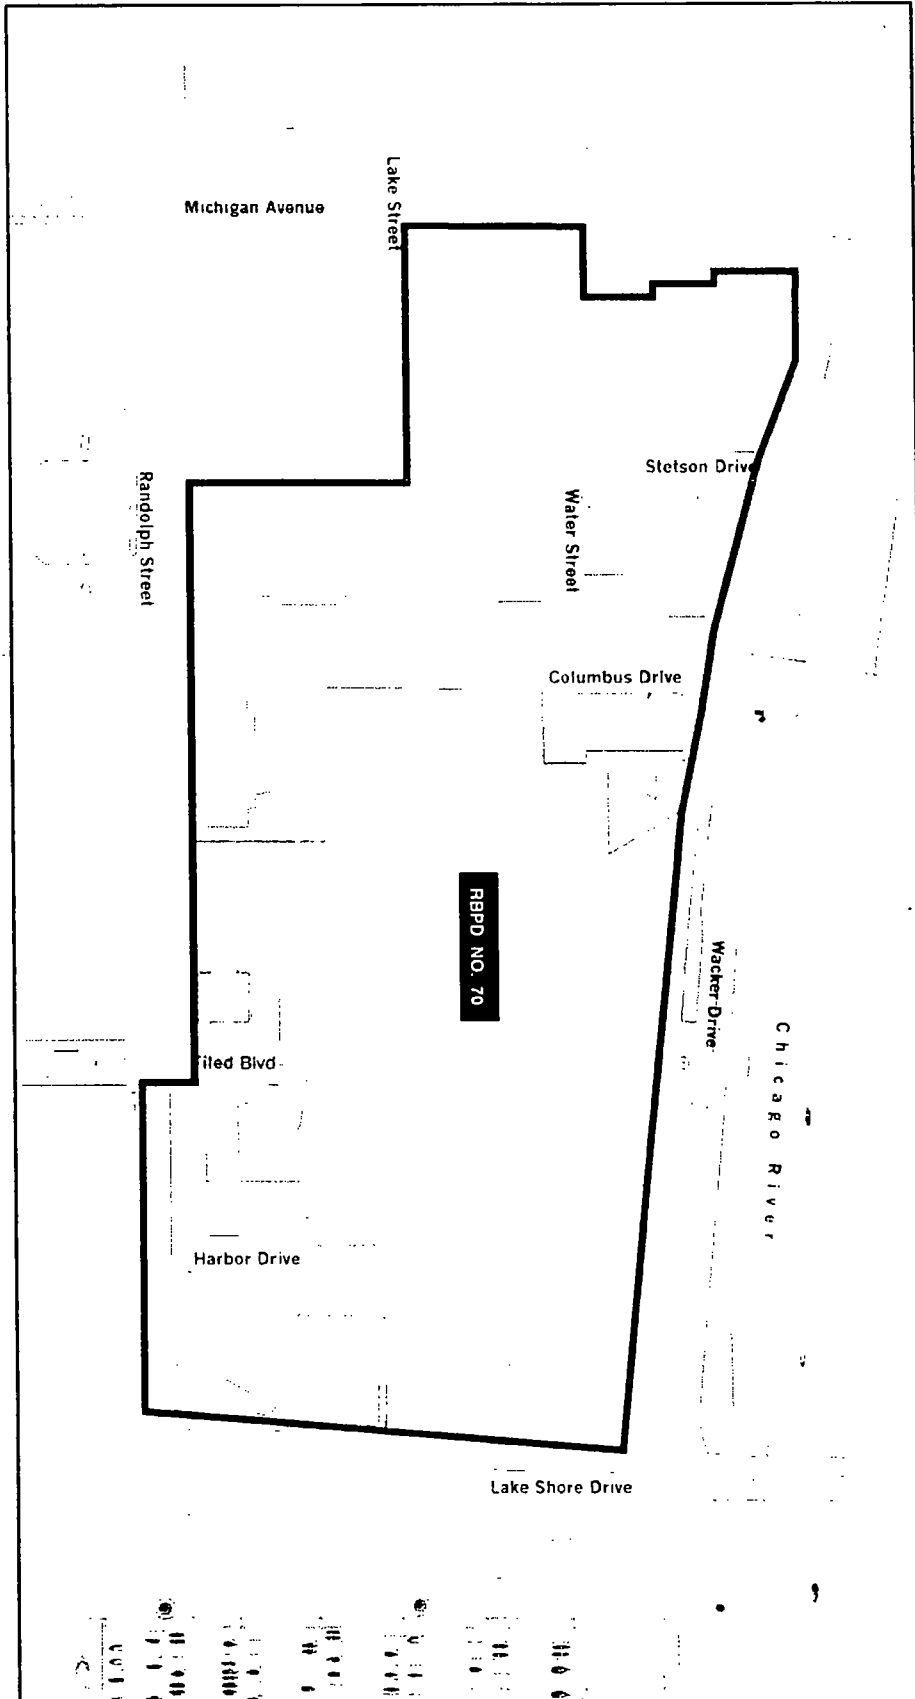 Lake Street
Michigan Avenue
Stetson Drive
Randolph Street
Water Street
Columbus Drive
RBPD NO. 70
Wacker Drive
Chicago River
iled Blvd
Harbor Drive
Lake Shore Drive